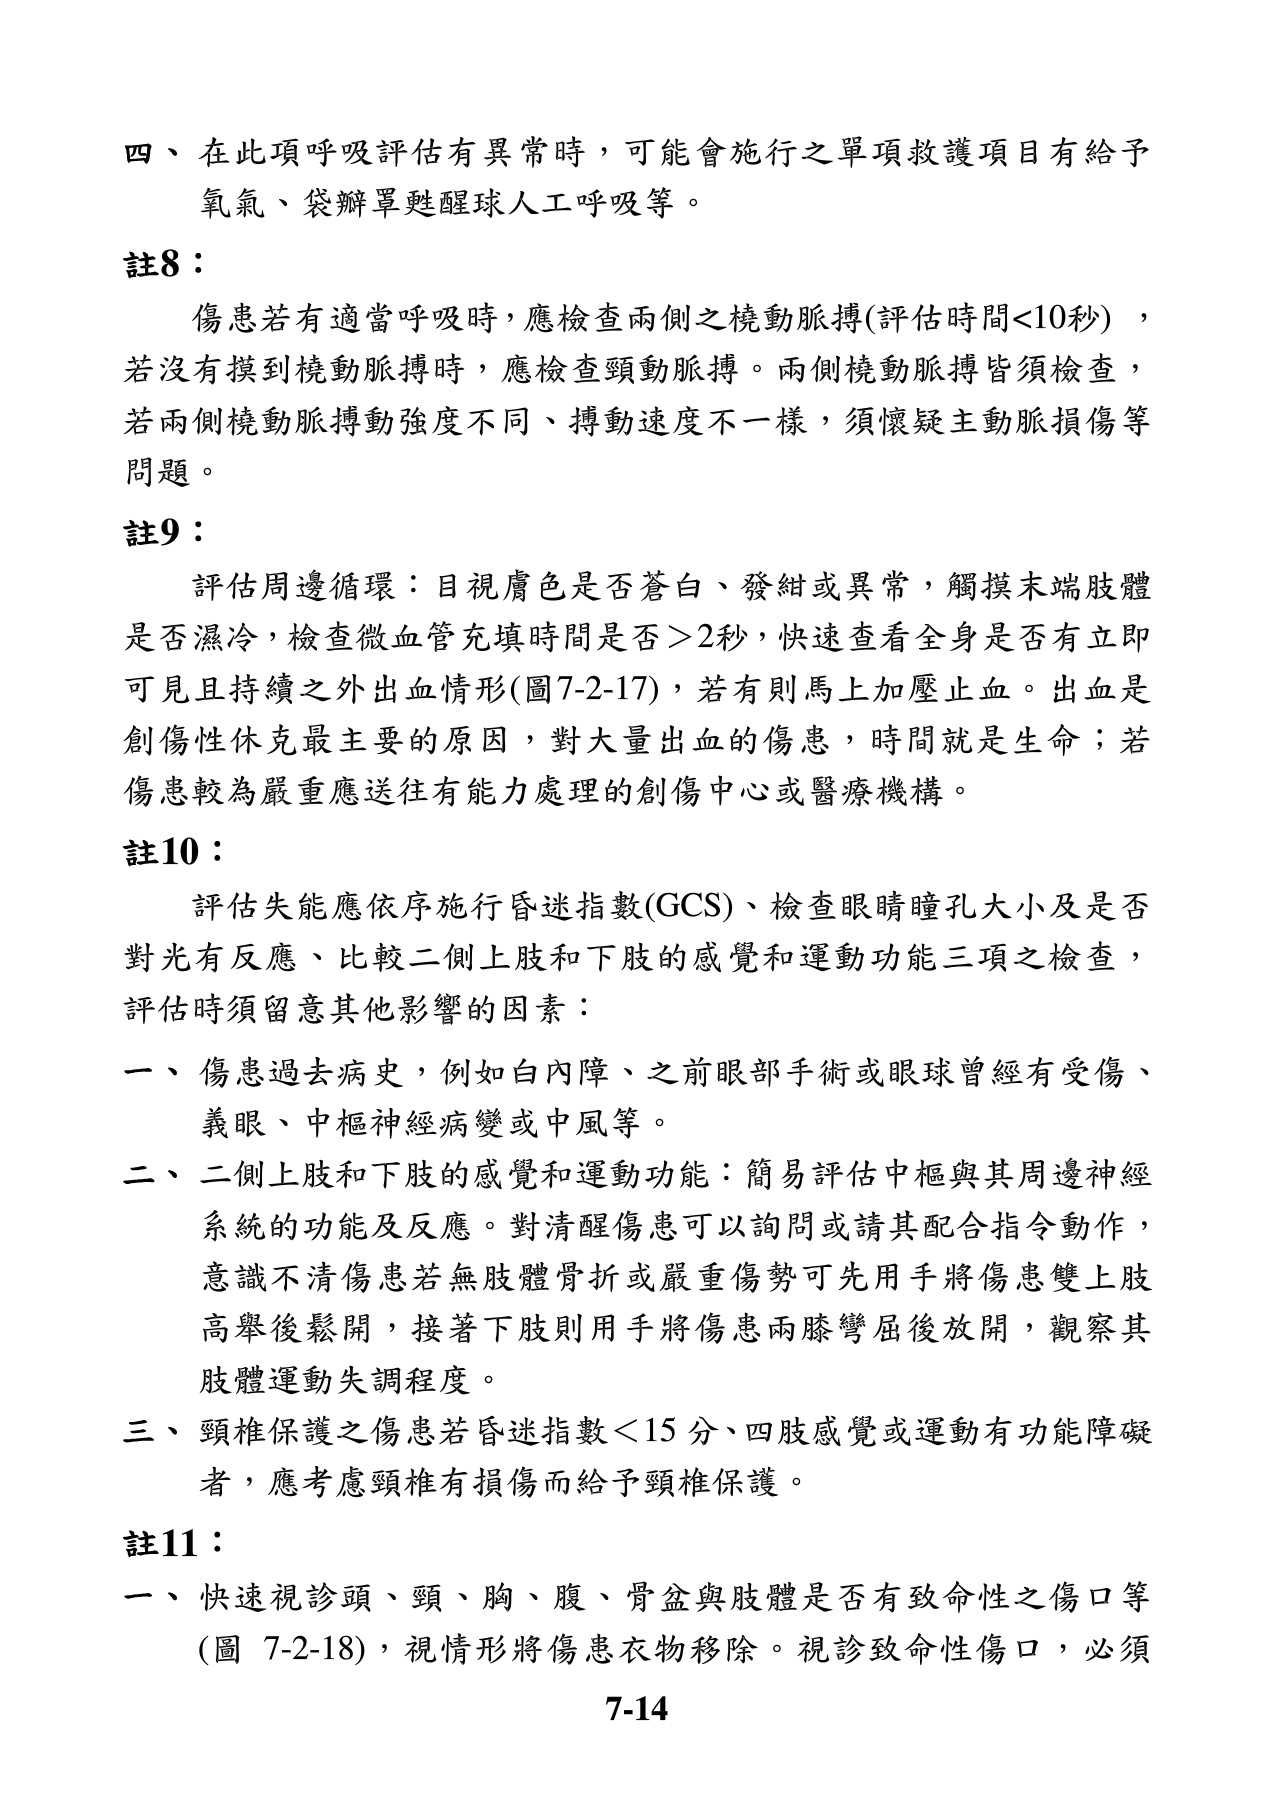 四、 在此項呼吸評估有異常時，可能會施行之單項救護項目有給予
氧氣、袋瓣罩甦醒球人工呼吸等。
註8：
傷患若有適當呼吸時，應檢查兩側之橈動脈搏(評估時間<10秒) ，
若沒有摸到橈動脈搏時，應檢查頸動脈搏。兩側橈動脈搏皆須檢查，
若兩側橈動脈搏動強度不同、搏動速度不一樣，須懷疑主動脈損傷等
問題。
註9：
評估周邊循環：目視膚色是否蒼白、發紺或異常，觸摸末端肢體
是否濕冷，檢查微血管充填時間是否＞2秒，快速查看全身是否有立即
可見且持續之外出血情形(圖7-2-17)，若有則馬上加壓止血。出血是
創傷性休克最主要的原因，對大量出血的傷患，時間就是生命；若
傷患較為嚴重應送往有能力處理的創傷中心或醫療機構。
註10：
評估失能應依序施行昏迷指數(GCS)、檢查眼睛瞳孔大小及是否
對光有反應、比較二側上肢和下肢的感覺和運動功能三項之檢查，
評估時須留意其他影響的因素：
一、 傷患過去病史，例如白內障、之前眼部手術或眼球曾經有受傷、
義眼、中樞神經病變或中風等。
二、 二側上肢和下肢的感覺和運動功能：簡易評估中樞與其周邊神經
系統的功能及反應。對清醒傷患可以詢問或請其配合指令動作，
意識不清傷患若無肢體骨折或嚴重傷勢可先用手將傷患雙上肢
高舉後鬆開，接著下肢則用手將傷患兩膝彎屈後放開，觀察其
肢體運動失調程度。
三、 頸椎保護之傷患若昏迷指數＜15 分、四肢感覺或運動有功能障礙
者，應考慮頸椎有損傷而給予頸椎保護。
註11：
一、 快速視診頭、頸、胸、腹、骨盆與肢體是否有致命性之傷口等
(圖 7-2-18)，視情形將傷患衣物移除。視診致命性傷口，必須
7-14